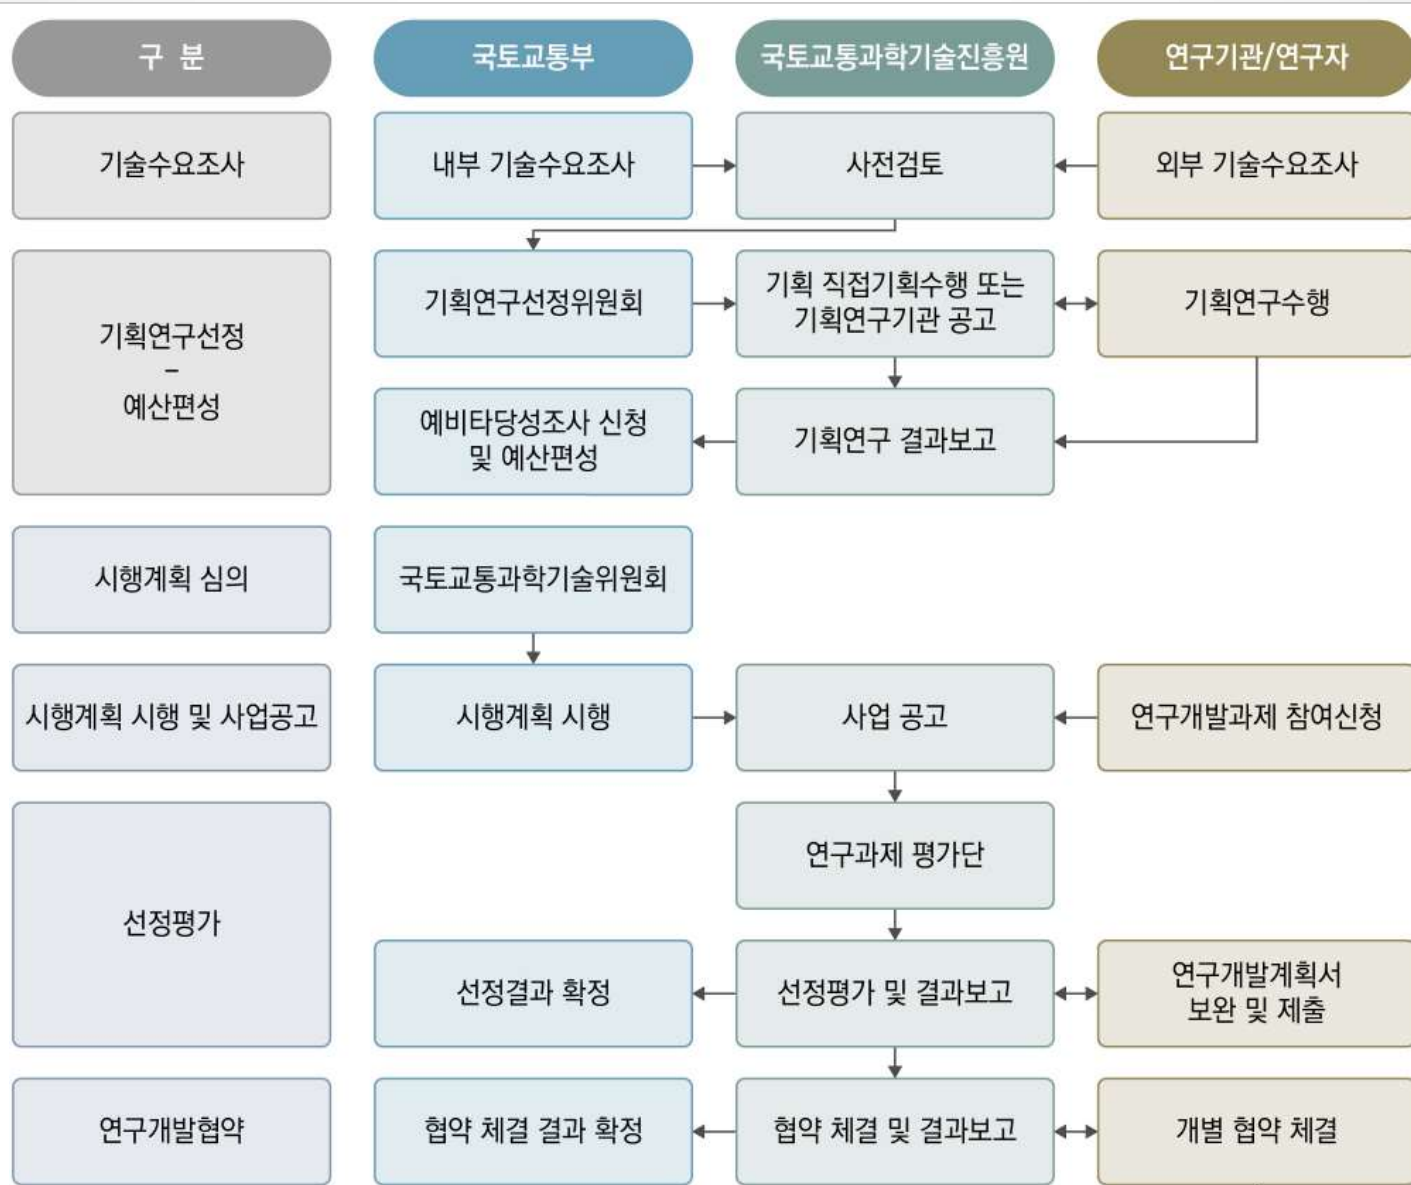 구 분
국토교통부
국토교통과학기술진흥원
연구기관/연구자
기술수요조사
내부 기술수요조사
사전검토
외부 기술수요조사
기획연구선정
–
예산편성
기획연구선정위원회
기획 직접기획수행 또는
기획연구기관 공고
기획연구수행
예비타당성조사 신청
및 예산편성
기획연구 결과보고
시행계획 심의
국토교통과학기술위원회
시행계획 시행 및 사업공고
시행계획 시행
사업 공고
연구개발과제 참여신청
선정평가
연구과제 평가단
선정결과 확정
선정평가 및 결과보고
연구개발계획서
보완 및 제출
연구개발협약
협약 체결 결과 확정
협약 체결 및 결과보고
개별 협약 체결